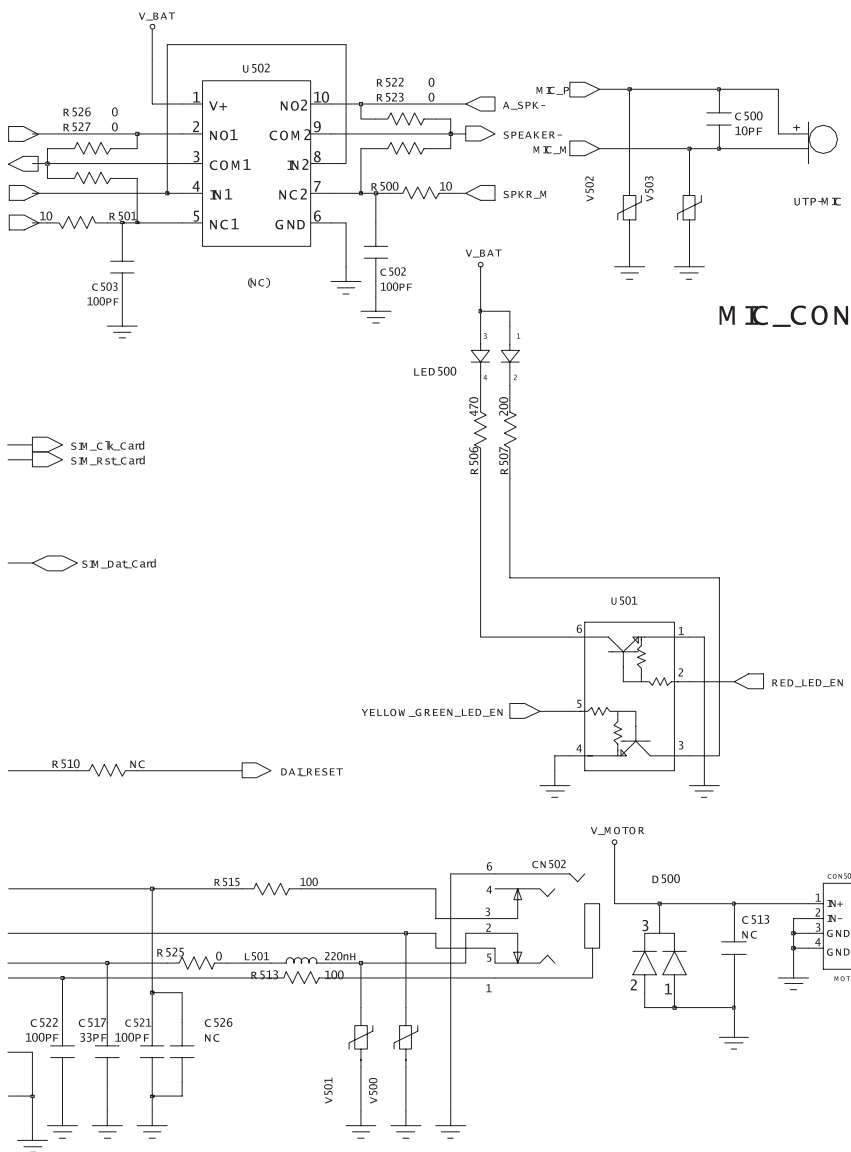 V_BAT
U502
1 V+ NO2 10
2 NO1 COM2 9
3 COM1 IN2 8
4 IN1 NC2 7
5 NC1 GND 6
(NC)
R526 0
R527 0
10 R501
C503
100PF
R522 0
R523 0
A_SPK-
SPEAKER-
R500 10
SPKR_M
C502
100PF
MIC_P
MIC_M
C500
10PF
+
V502
V503
UTP-MIC
MIC_CON
V_BAT
3 1
LED500
4 2
470
200
R506
R507
SIM_Clk_Card
SIM_Rst_Card
SIM_Dat_Card
U501
6 1
2
RED_LED_EN
YELLOW_GREEN_LED_EN
5
4 3
R510 NC
DAI_RESET
V_MOTOR
CN502
6
4
3
2
5
1
R515 100
R525 0 L501 220nH
R513 100
C522
100PF
C517
33PF
C521
100PF
C526
NC
V501
V500
D500
3
2 1
C513
NC
CON50
1 IN+
2 IN-
3 GND
4 GND
MOT